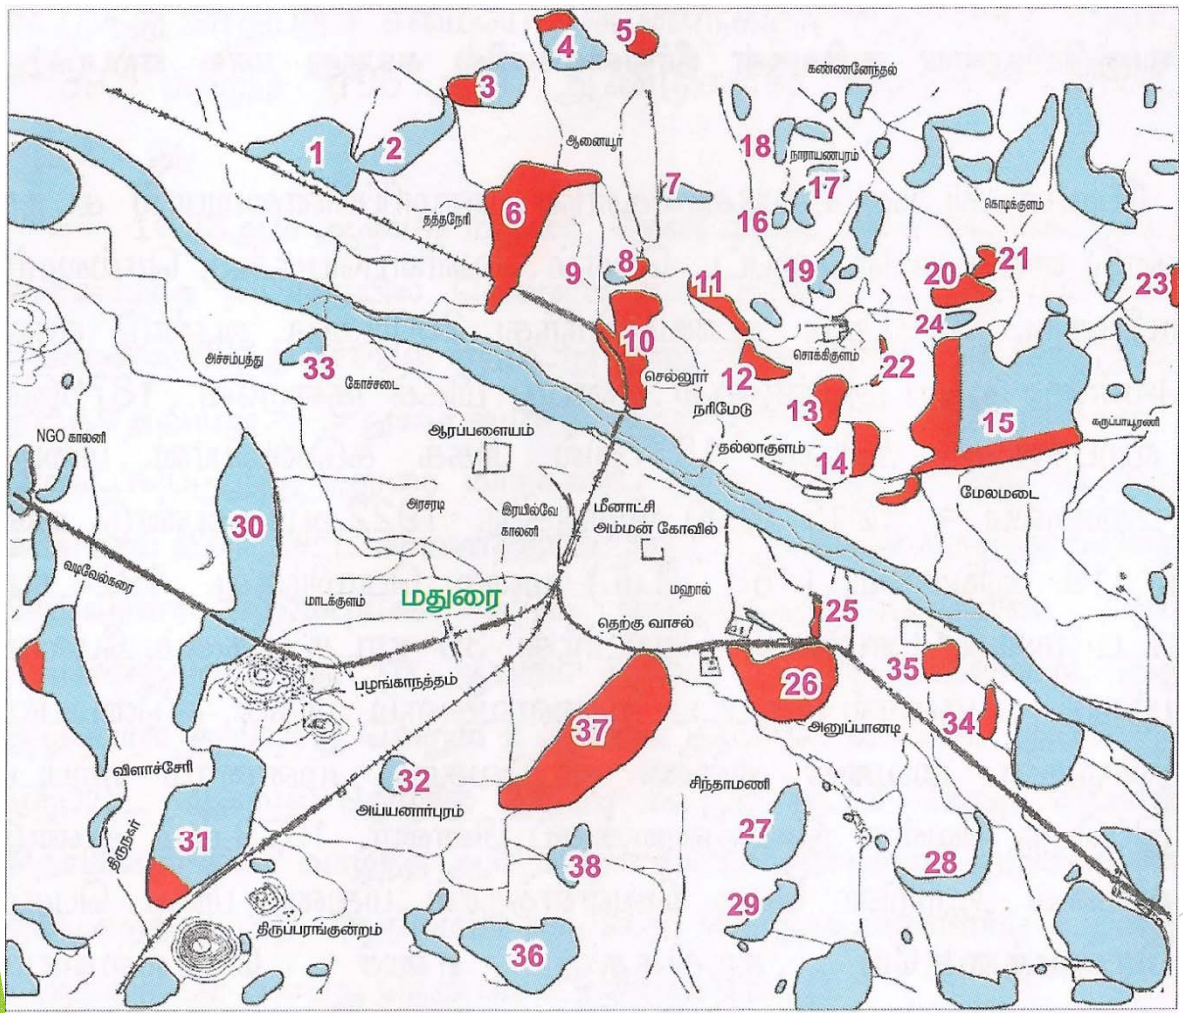 5
4
கண்ணனேந்தல்
3
18
1
2
ஆனையூர்
நாராயணபுரம்
7
17
கொடிக்குளம்
தத்தநேரி
6
16
21
9
8
19
20
23
11
33
24
அச்சம்பத்து
கோச்சடை
10
சொக்கிகுளம்
22
செல்லூர்
12
நரிமேடு
13
15
கருப்பாயூரணி
NGO காலனி
ஆரப்பளையம்
தல்லாகுளம்
14
மேலமடை
அரசரடி
இரயில்வே
காலனி
மீனாட்சி
அம்மன் கோவில்
30
வடிவேல்கரை
மாடக்குளம்
மதுரை
மஹால்
தெற்கு வாசல்
25
35
பழங்காநத்தம்
26
34
37
அனுப்பானடி
விளாச்சேரி
32
சிந்தாமணி
அய்யனார்புரம்
திருநகர்
31
27
38
28
29
திருப்பரங்குன்றம்
36